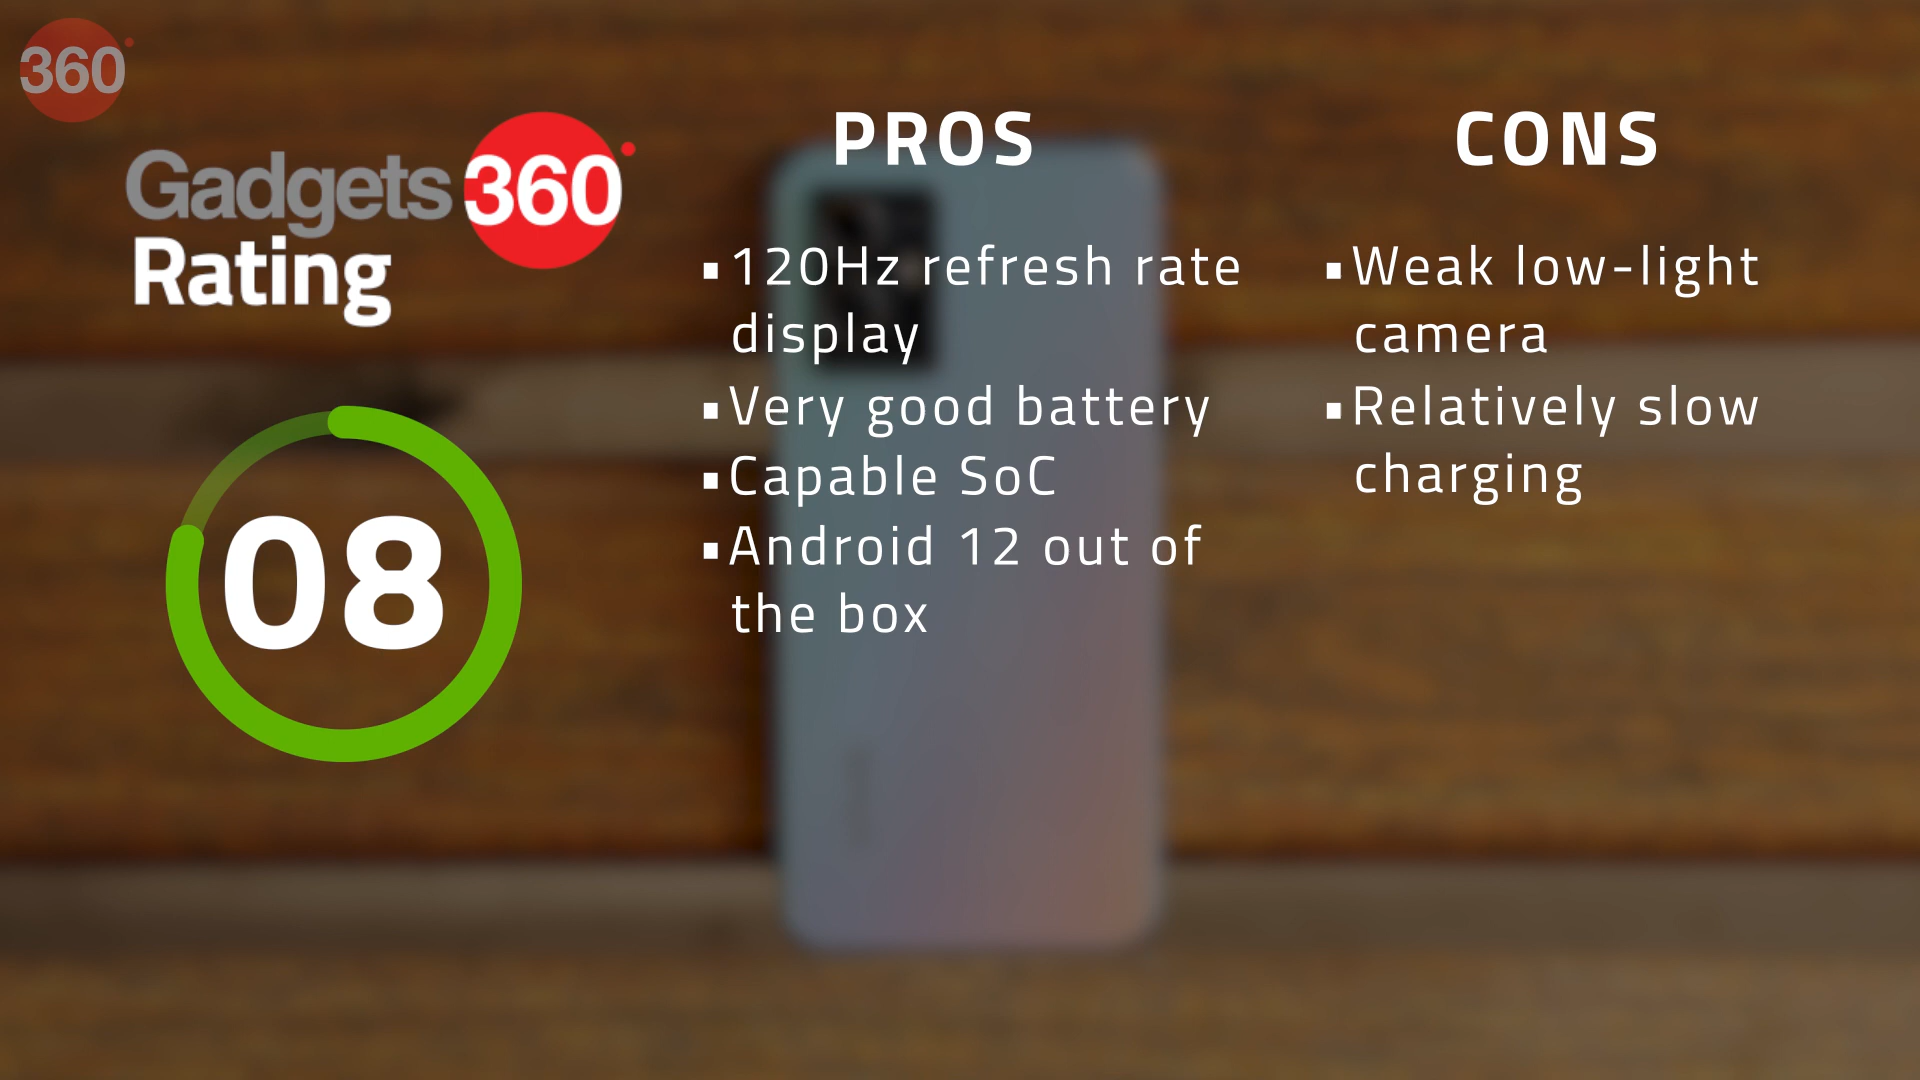 360
Gadgets 360
Rating
08
PROS
▪120Hz refresh rate
display
▪Very good battery
▪Capable SoC
▪Android 12 out of
the box
CONS
▪Weak low-light
camera
▪Relatively slow
charging